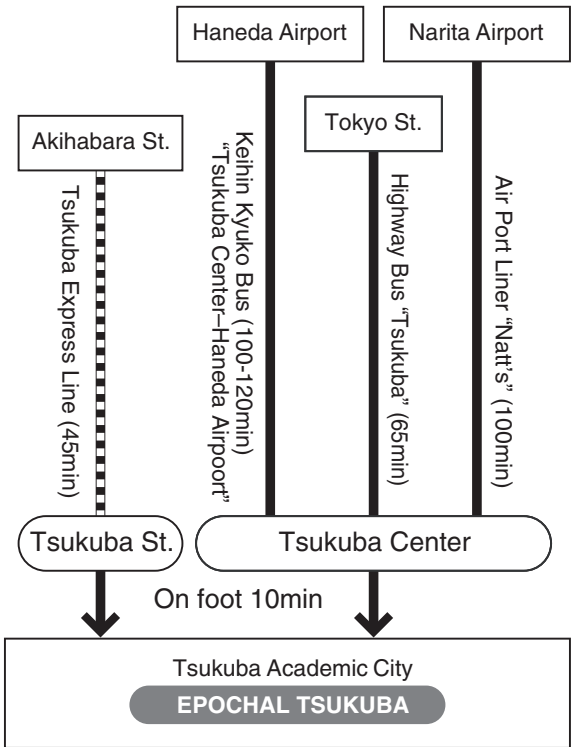 Haneda Airport
Narita Airport
Akihabara St.
Tokyo St.
Tsukuba Express Line (45min)
Keihin Kyuko Bus (100-120min)
“Tsukuba Center–Haneda Airpoort”
Highway Bus “Tsukuba” (65min)
Air Port Liner “Natt’s” (100min)
Tsukuba St.
Tsukuba Center
On foot 10min
Tsukuba Academic City
EPOCHAL TSUKUBA